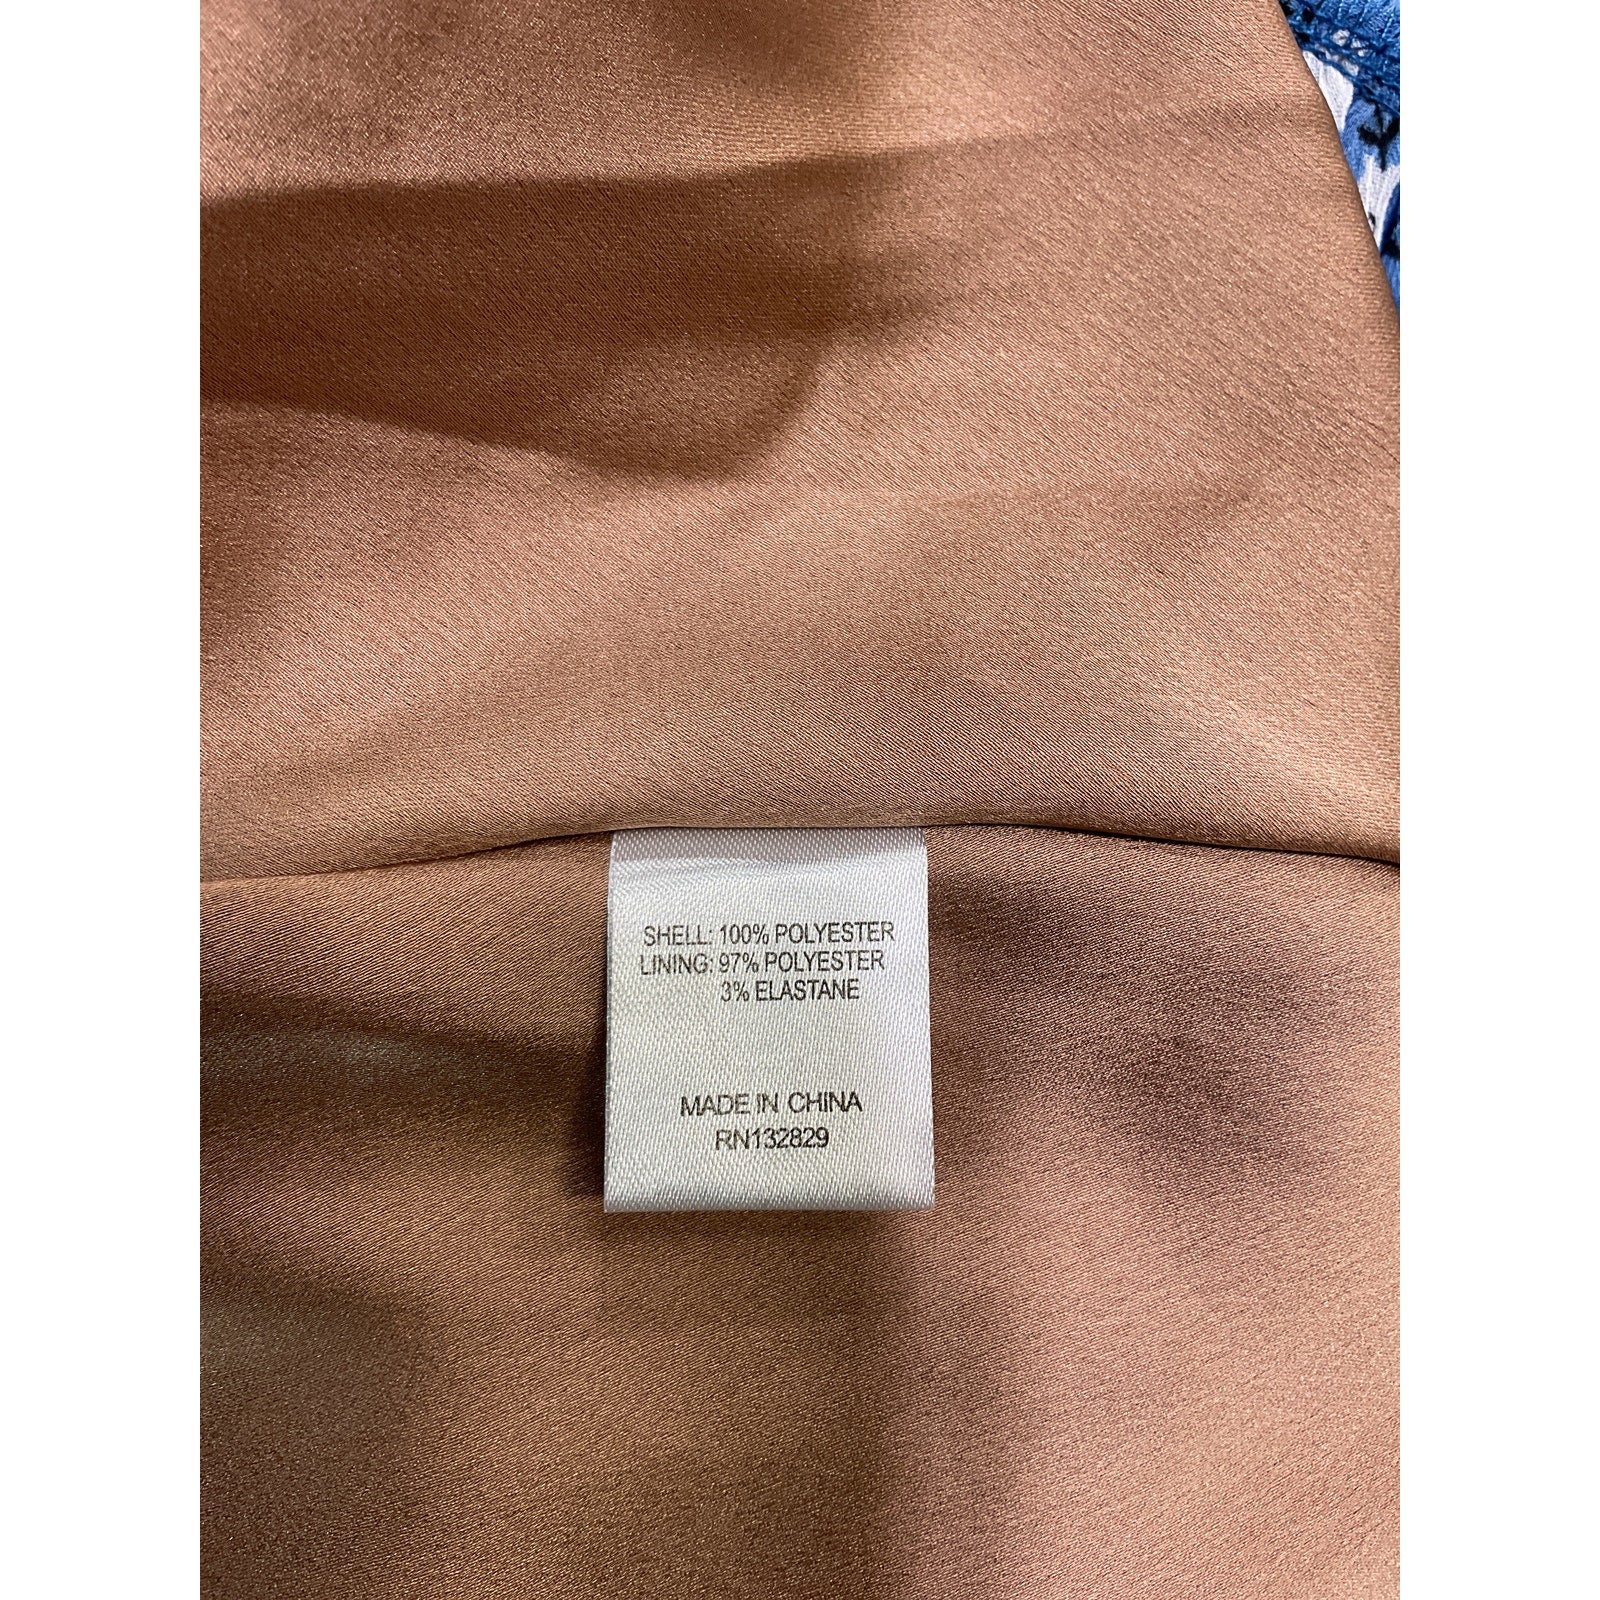 SHELL: 100% POLYESTER
LINING: 97% POLYESTER
3% ELASTANE
MADE IN CHINA
RN132829